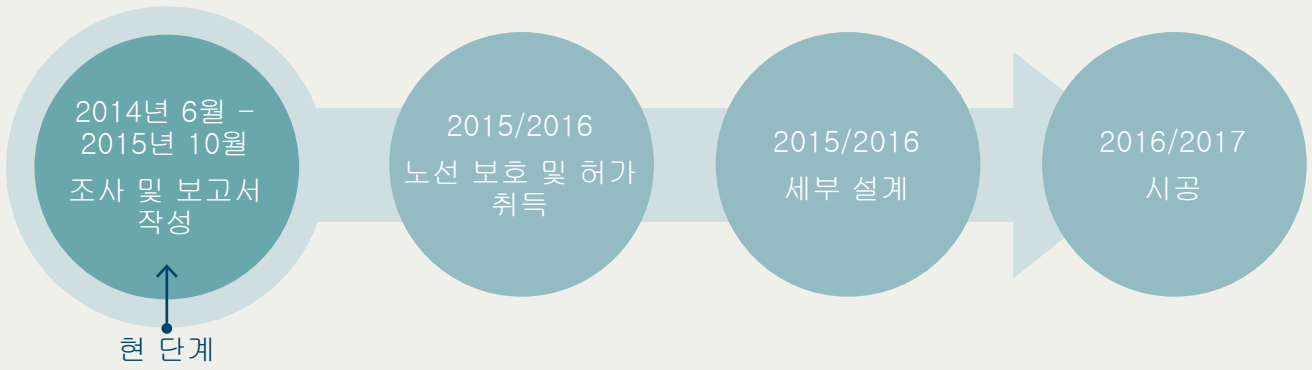 2014년 6월 –
2015년 10월
조사 및 보고서
작성
현 단계
2015/2016
노선 보호 및 허가
취득
2015/2016
세부 설계
2016/2017
시공